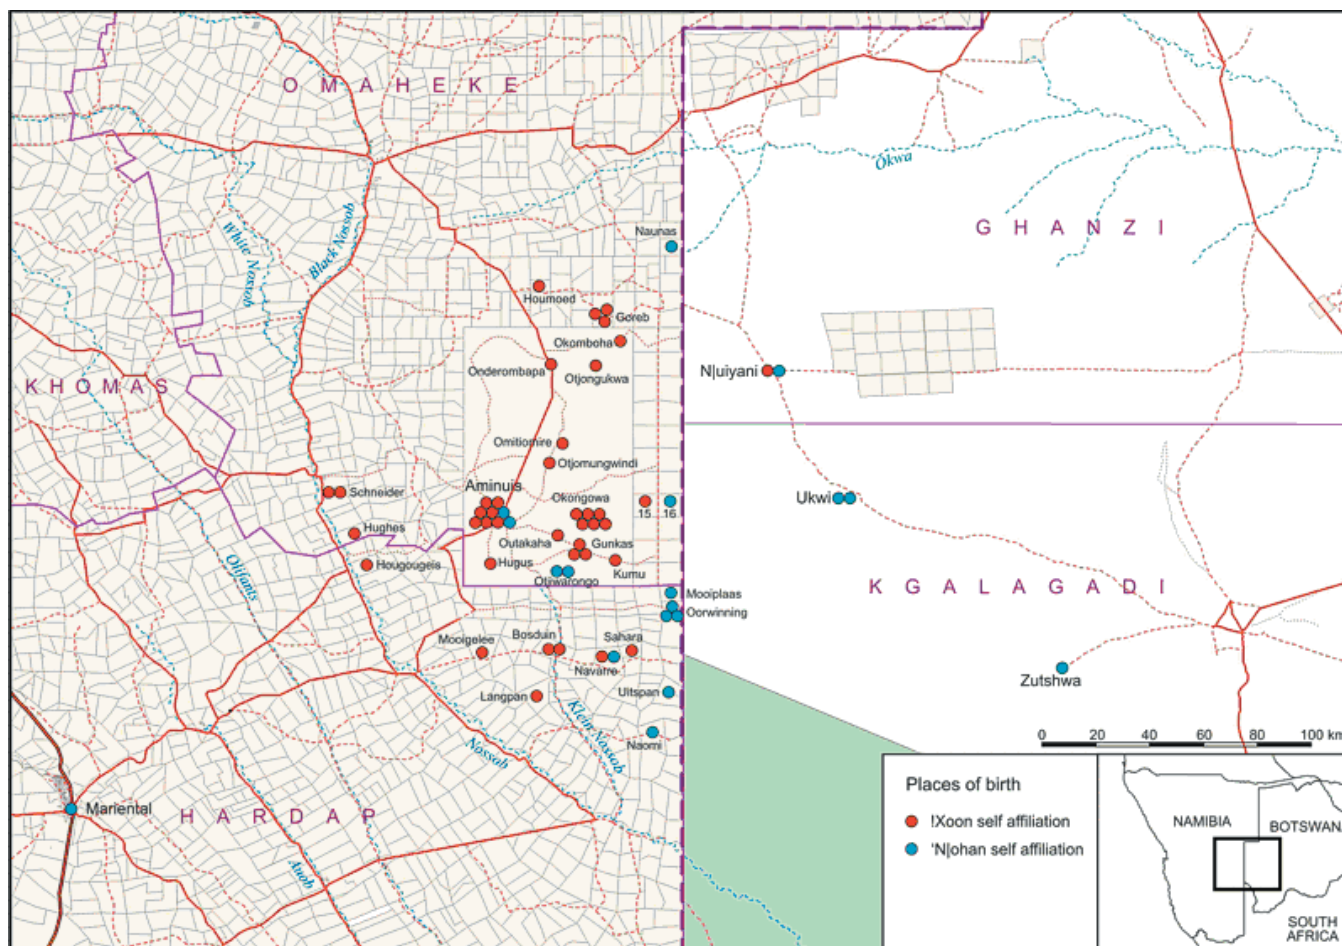 OMAHEKE
Okwa
GHANZI
White Nossob
Black Nossob
Naunas
Houmoed
Goreb
Okomboha
Onderombapa
Otjongukwa
N|uiyani
KHOMAS
Omitiomire
Otjomungwindi
Aminuis
Okongowa
Schneider
15
16
Ukwi
Hughes
Outakaha
Gunkas
Hougougeis
Hugus
Kumu
Otjiwarongo
Olifants
Mooiplaas
Oorwinning
KGALAGADI
Mooigelee
Bosduin
Sahara
Navarre
Zutshwa
Langpan
Uitspan
Klein Nossob
Nossob
Naomi
0 20 40 60 80 100 km
Mariental
HARDAP
Auob
Places of birth
!Xoon self affiliation
'N|ohan self affiliation
NAMIBIA
BOTSWANA
SOUTH
AFRICA